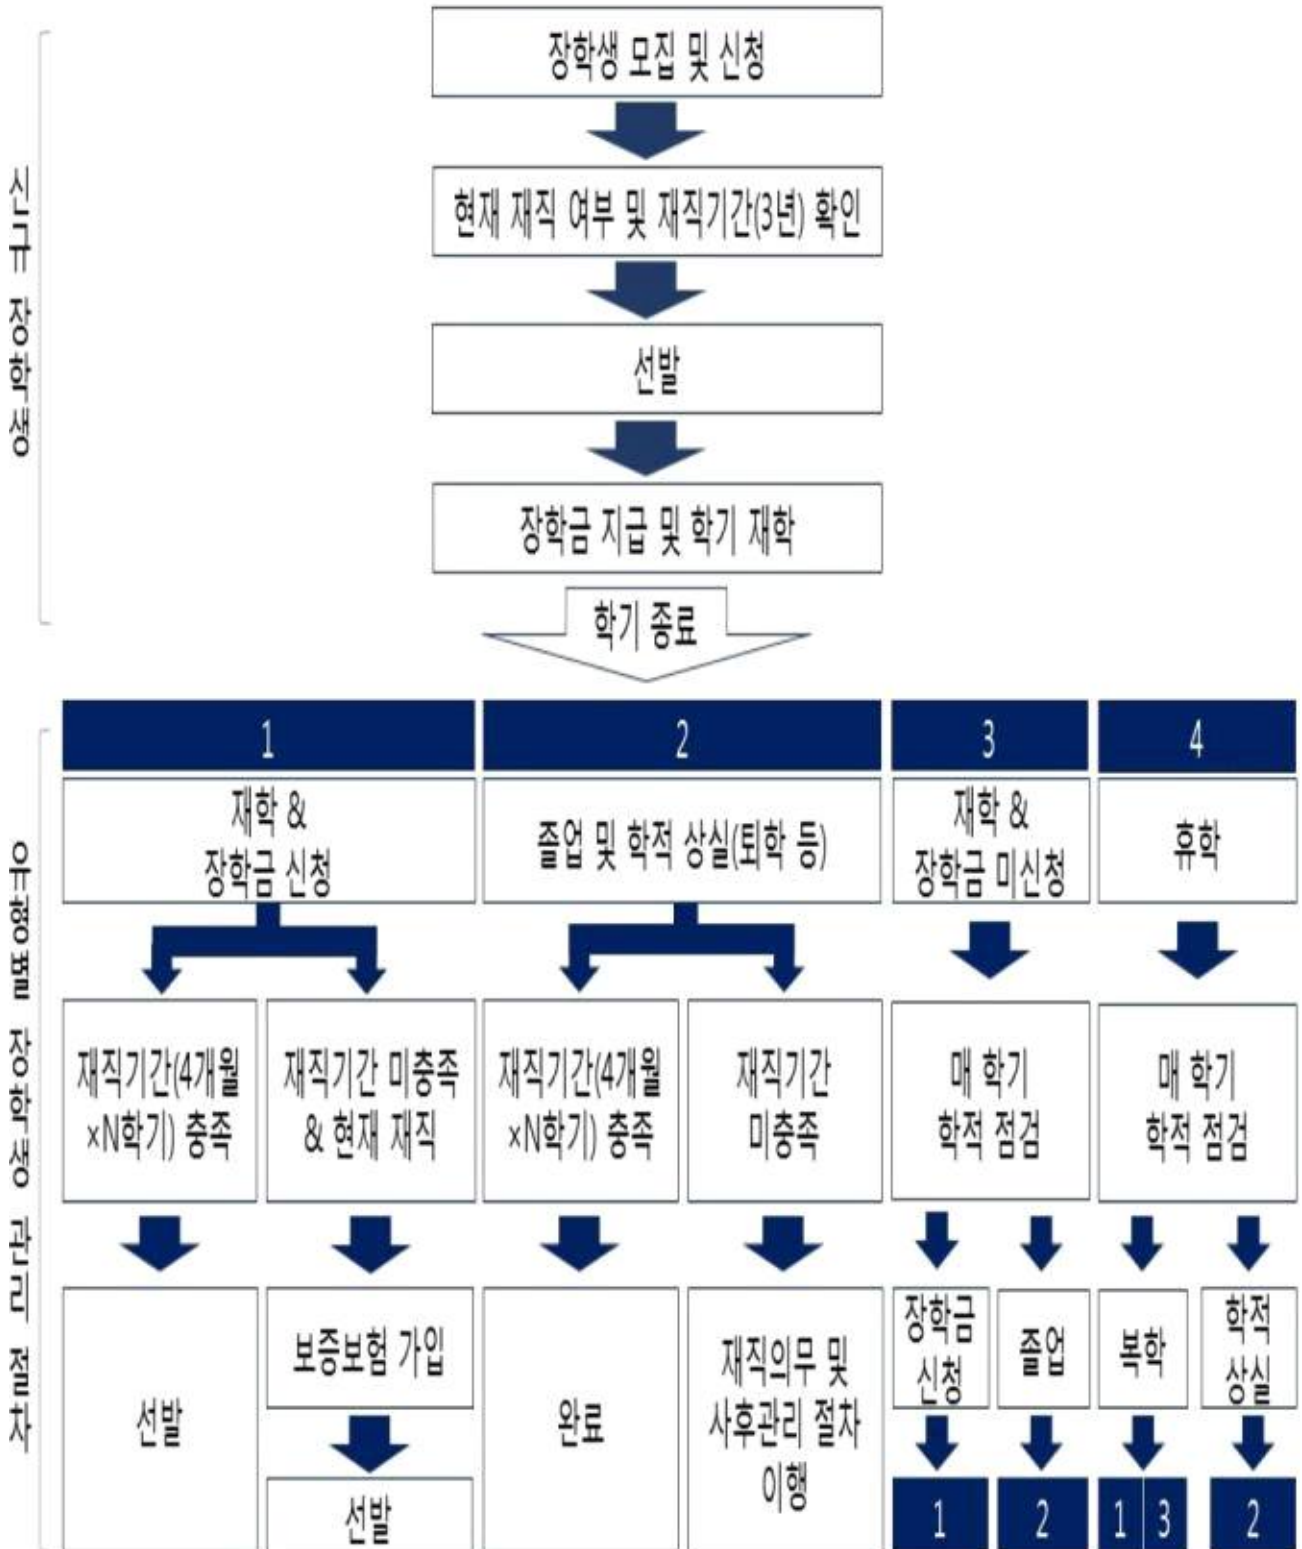 신규 장학생
장학생 모집 및 신청
현재 재직 여부 및 재직기간(3년) 확인
선발
장학금 지급 및 학기 재학
학기 종료
유형별 장학생 관리 절차
1
재학 &
장학금 신청
재직기간(4개월
×N학기) 충족
선발
재직기간 미충족
& 현재 재직
보증보험 가입
선발
2
졸업 및 학적 상실(퇴학 등)
재직기간(4개월
×N학기) 충족
완료
재직기간
미충족
재직의무 및
사후관리 절차
이행
3
재학 &
장학금 미신청
매 학기
학적 점검
장학금
신청
1
졸업
2
4
휴학
매 학기
학적 점검
복학
1 3
학적
상실
2